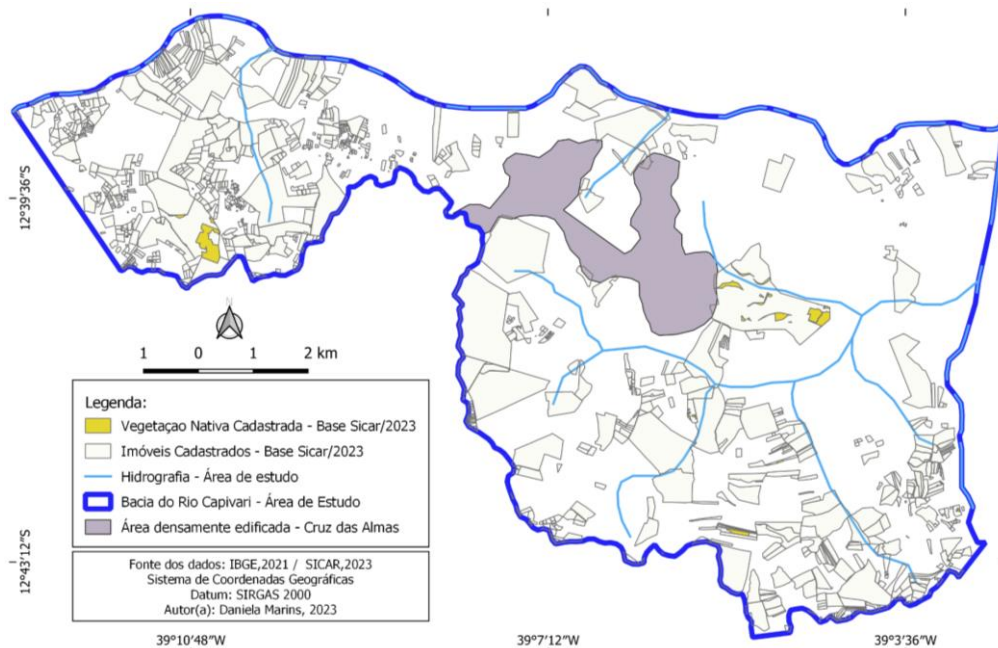 12°39'36"S
N
1 0 1 2 km
Legenda:
Vegetaçao Nativa Cadastrada - Base Sicar/2023
Imóveis Cadastrados - Base Sicar/2023
Hidrografia - Área de estudo
Bacia do Rio Capivari - Área de Estudo
Área densamente edificada - Cruz das Almas
12°43'12"S
Fonte dos dados: IBGE,2021 / SICAR,2023
Sistema de Coordenadas Geográficas
Datum: SIRGAS 2000
Autor(a): Daniela Marins, 2023
39°10'48"W 39°7'12"W 39°3'36"W